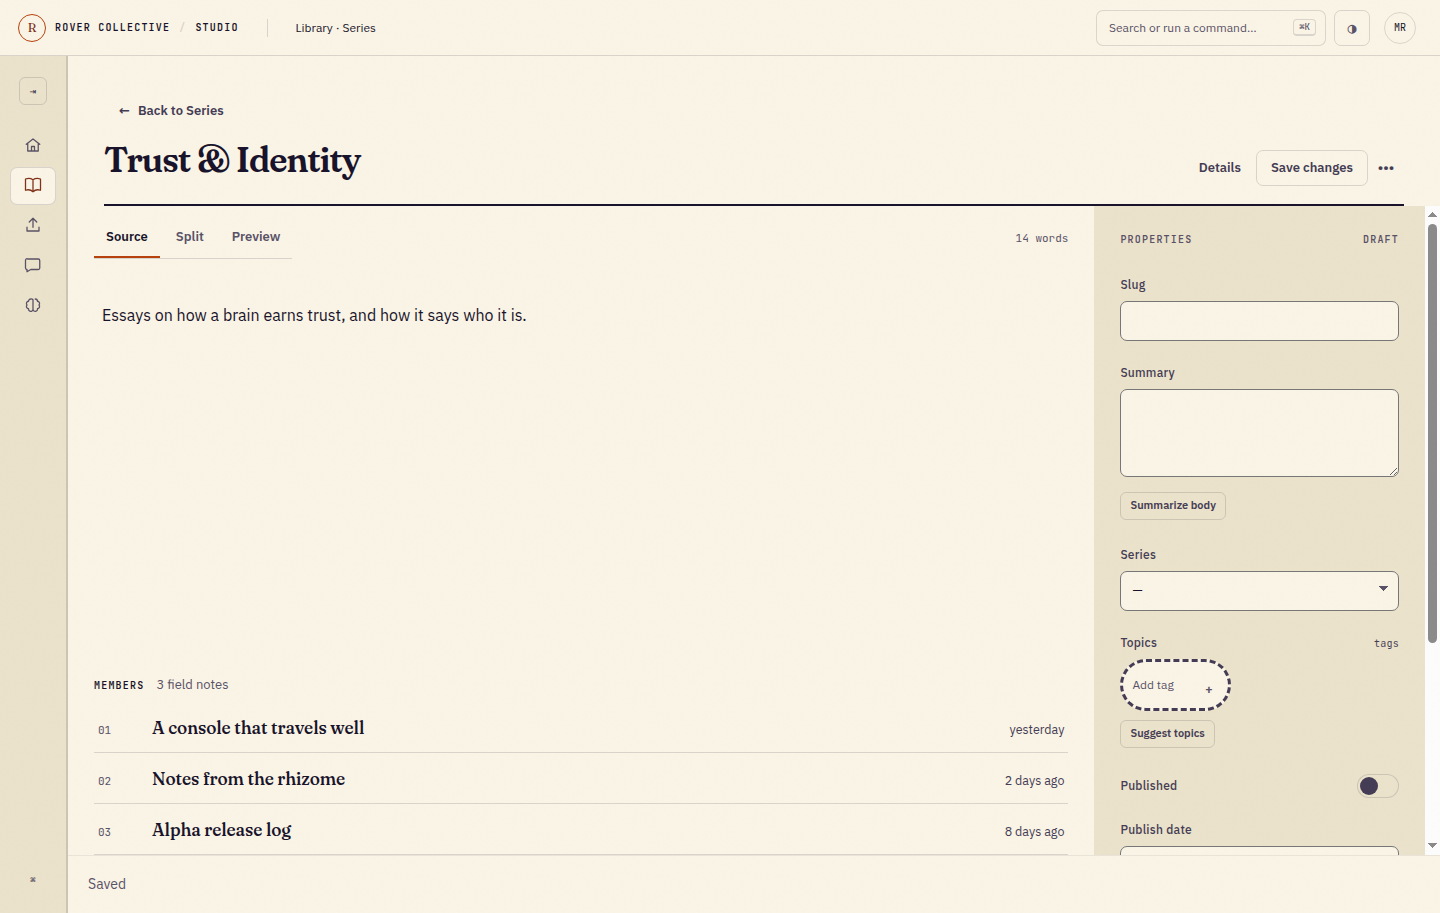 R ROVER COLLECTIVE / STUDIO Library · Series Search or run a command... ⌘K MR
← Back to Series
Trust & Identity
Details Save changes •••
Source Split Preview 14 words
PROPERTIES DRAFT
Slug
Essays on how a brain earns trust, and how it says who it is.
Summary
Summarize body
Series
—
Topics tags
Add tag +
Suggest topics
Published
Publish date
MEMBERS 3 field notes
01 A console that travels well yesterday
02 Notes from the rhizome 2 days ago
03 Alpha release log 8 days ago
⌘ Saved